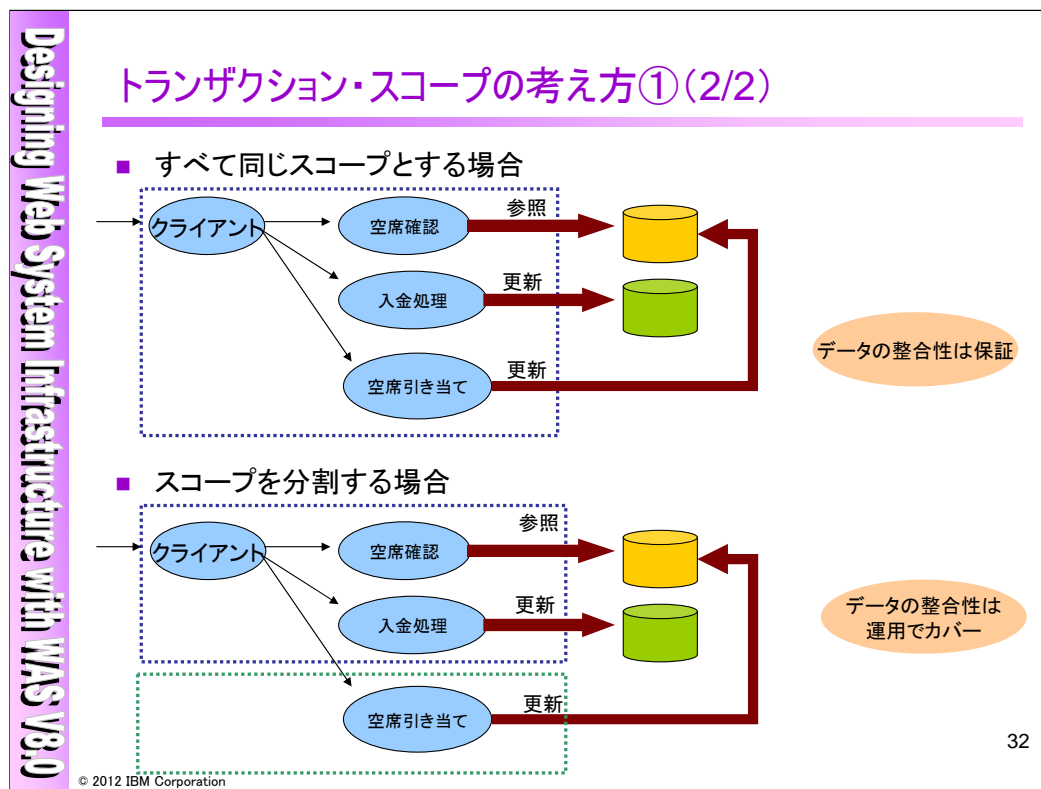 Designing Web System Infrastructure with WAS V8.0
トランザクション・スコープの考え方①(2/2)
■ すべて同じスコープとする場合
クライアント
空席確認
参照
入金処理
更新
空席引き当て
更新
データの整合性は保証
■ スコープを分割する場合
クライアント
空席確認
参照
入金処理
更新
空席引き当て
更新
データの整合性は
運用でカバー
32
© 2012 IBM Corporation